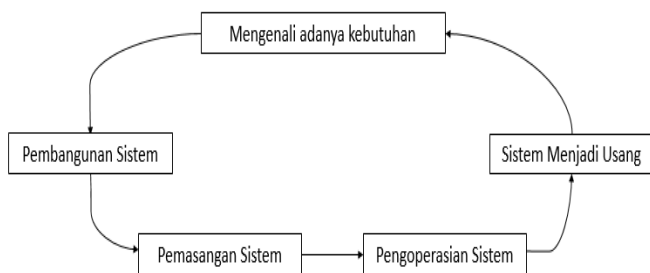 Mengenali adanya kebutuhan
Pembangunan Sistem
Sistem Menjadi Usang
Pemasangan Sistem
Pengoperasian Sistem